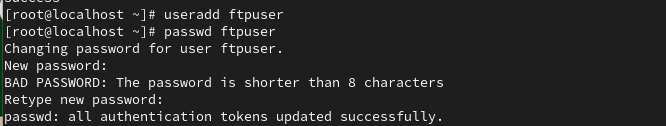 success
[root@localhost ~]# useradd ftpuser
[root@localhost ~]# passwd ftpuser
Changing password for user ftpuser.
New password:
BAD PASSWORD: The password is shorter than 8 characters
Retype new password:
passwd: all authentication tokens updated successfully.